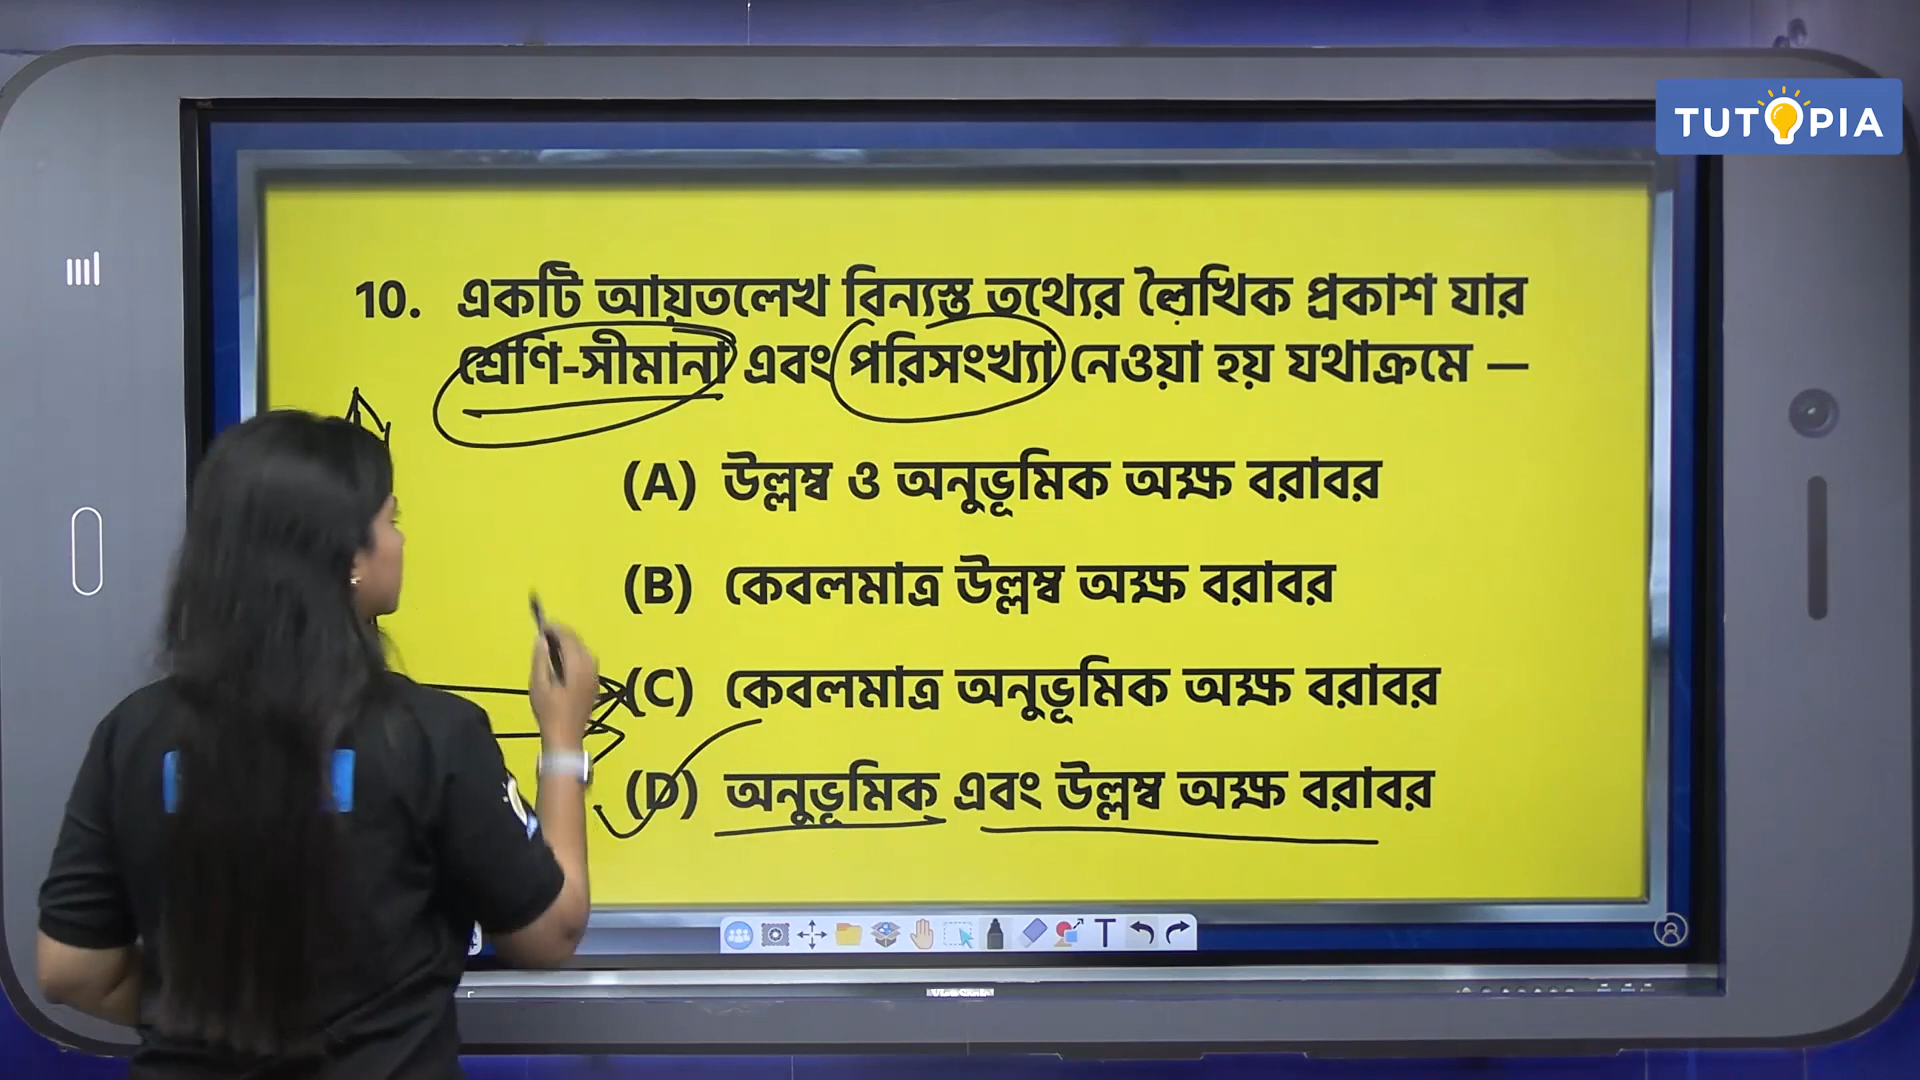 TUTOPIA
10. একটি আয়তলেখ বিন্যস্ত তথ্যের লৈখিক প্রকাশ যার
শ্রেণি-সীমানা এবং পরিসংখ্যা নেওয়া হয় যথাক্রমে —
(A) উল্লম্ব ও অনুভূমিক অক্ষ বরাবর
(B) কেবলমাত্র উল্লম্ব অক্ষ বরাবর
(C) কেবলমাত্র অনুভূমিক অক্ষ বরাবর
(D) অনুভূমিক এবং উল্লম্ব অক্ষ বরাবর